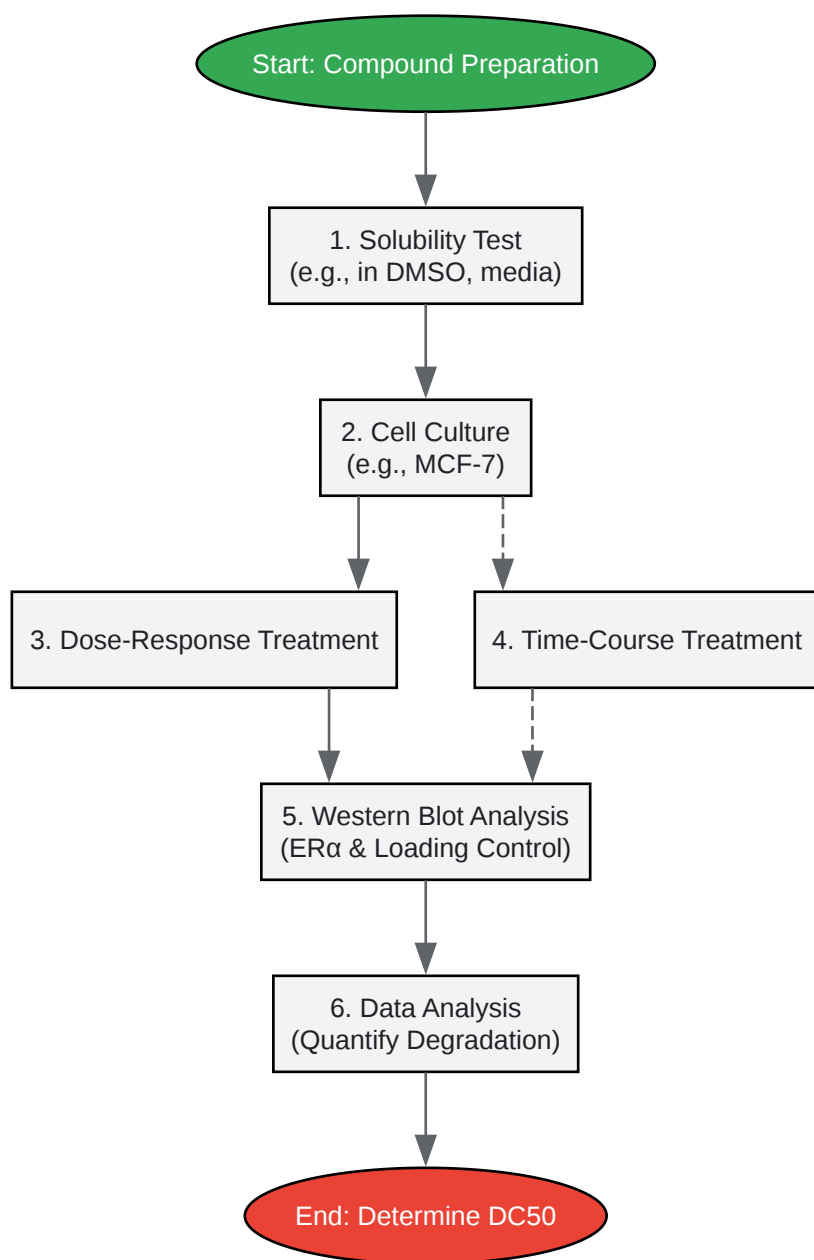 Start: Compound Preparation
1. Solubility Test
(e.g., in DMSO, media)
2. Cell Culture
(e.g., MCF-7)
3. Dose-Response Treatment
4. Time-Course Treatment
5. Western Blot Analysis
(ERα & Loading Control)
6. Data Analysis
(Quantify Degradation)
End: Determine DC50